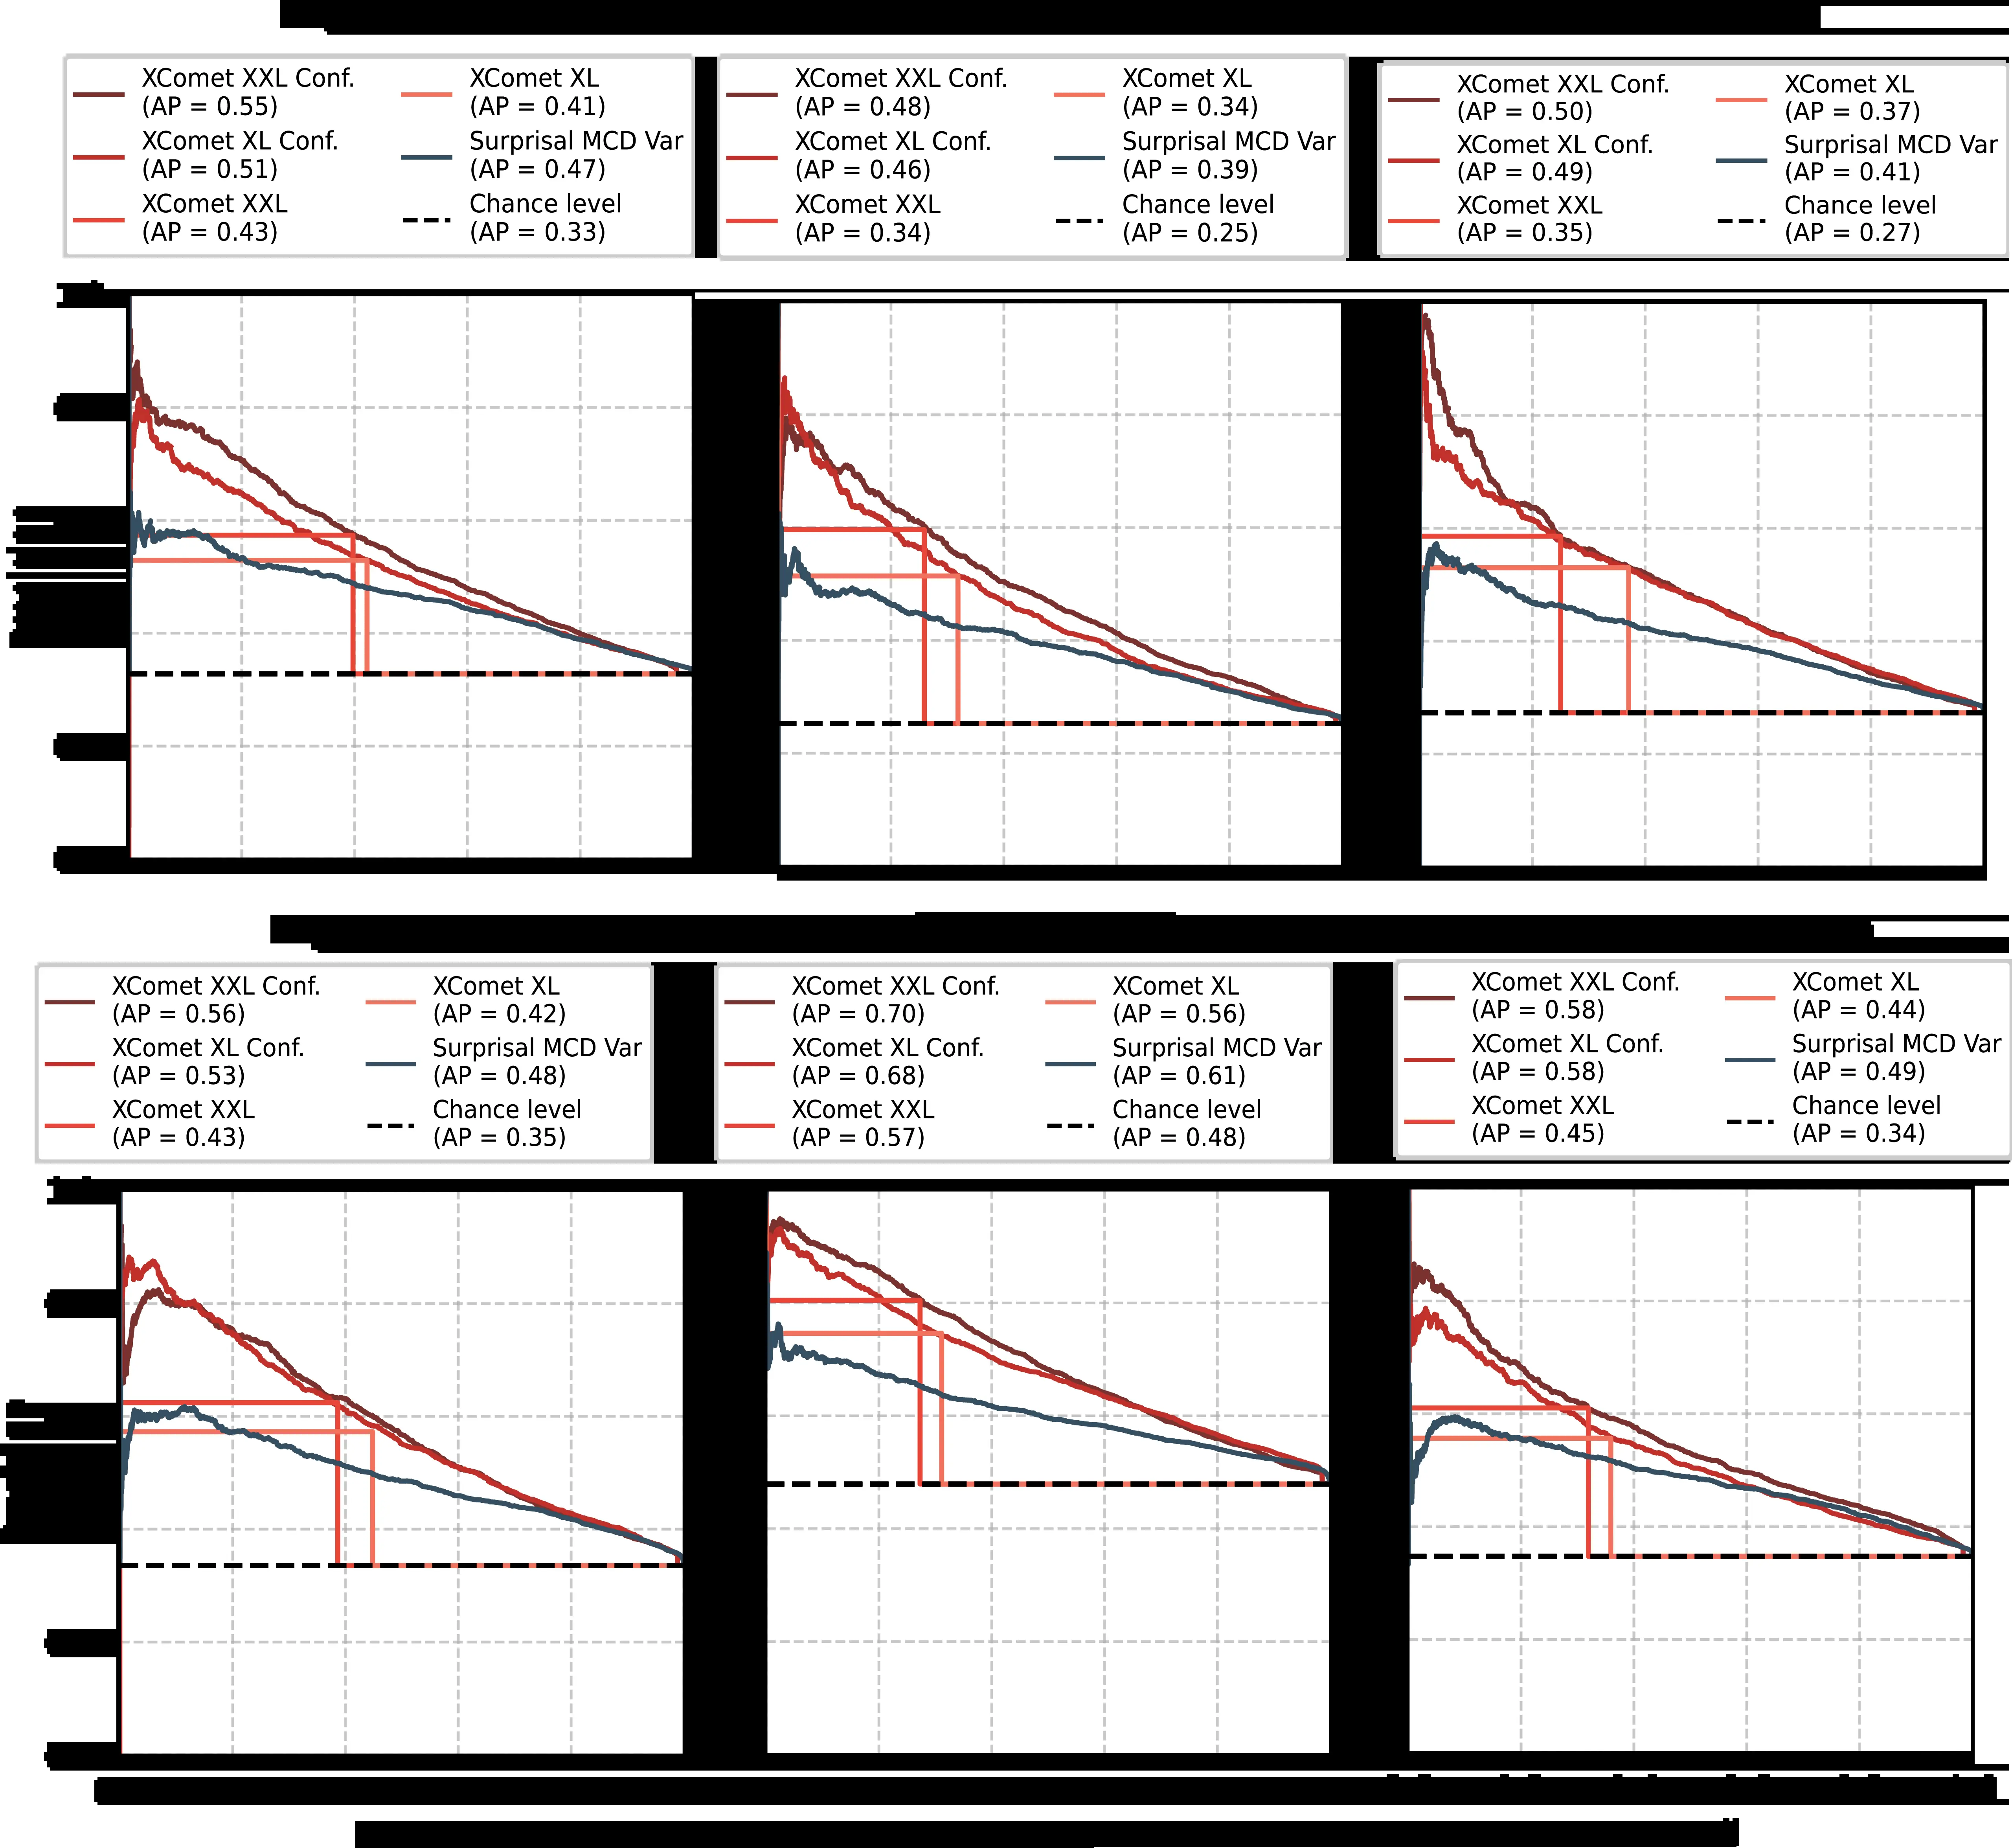 XComet XXL Conf.
(AP = 0.55)
XComet XL Conf.
(AP = 0.51)
XComet XXL
(AP = 0.43)
XComet XL
(AP = 0.41)
Surprisal MCD Var
(AP = 0.47)
Chance level
(AP = 0.33)
XComet XXL Conf.
(AP = 0.48)
XComet XL Conf.
(AP = 0.46)
XComet XXL
(AP = 0.34)
XComet XL
(AP = 0.34)
Surprisal MCD Var
(AP = 0.39)
Chance level
(AP = 0.25)
XComet XXL Conf.
(AP = 0.50)
XComet XL Conf.
(AP = 0.49)
XComet XXL
(AP = 0.35)
XComet XL
(AP = 0.37)
Surprisal MCD Var
(AP = 0.41)
Chance level
(AP = 0.27)
XComet XXL Conf.
(AP = 0.56)
XComet XL Conf.
(AP = 0.53)
XComet XXL
(AP = 0.43)
XComet XL
(AP = 0.42)
Surprisal MCD Var
(AP = 0.48)
Chance level
(AP = 0.35)
XComet XXL Conf.
(AP = 0.70)
XComet XL Conf.
(AP = 0.68)
XComet XXL
(AP = 0.57)
XComet XL
(AP = 0.56)
Surprisal MCD Var
(AP = 0.61)
Chance level
(AP = 0.48)
XComet XXL Conf.
(AP = 0.58)
XComet XL Conf.
(AP = 0.58)
XComet XXL
(AP = 0.45)
XComet XL
(AP = 0.44)
Surprisal MCD Var
(AP = 0.49)
Chance level
(AP = 0.34)